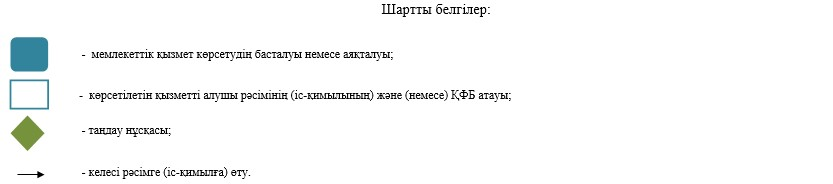 Шартты белгілер:
- мемлекеттік қызмет көрсетудің басталуы немесе аяқталуы;
- көрсетілетін қызметті алушы рәсімінің (іс-қимылының) және (немесе) ҚФБ атауы;
- таңдау нұсқасы;
- келесі рәсімге (іс-қимылға) өту.